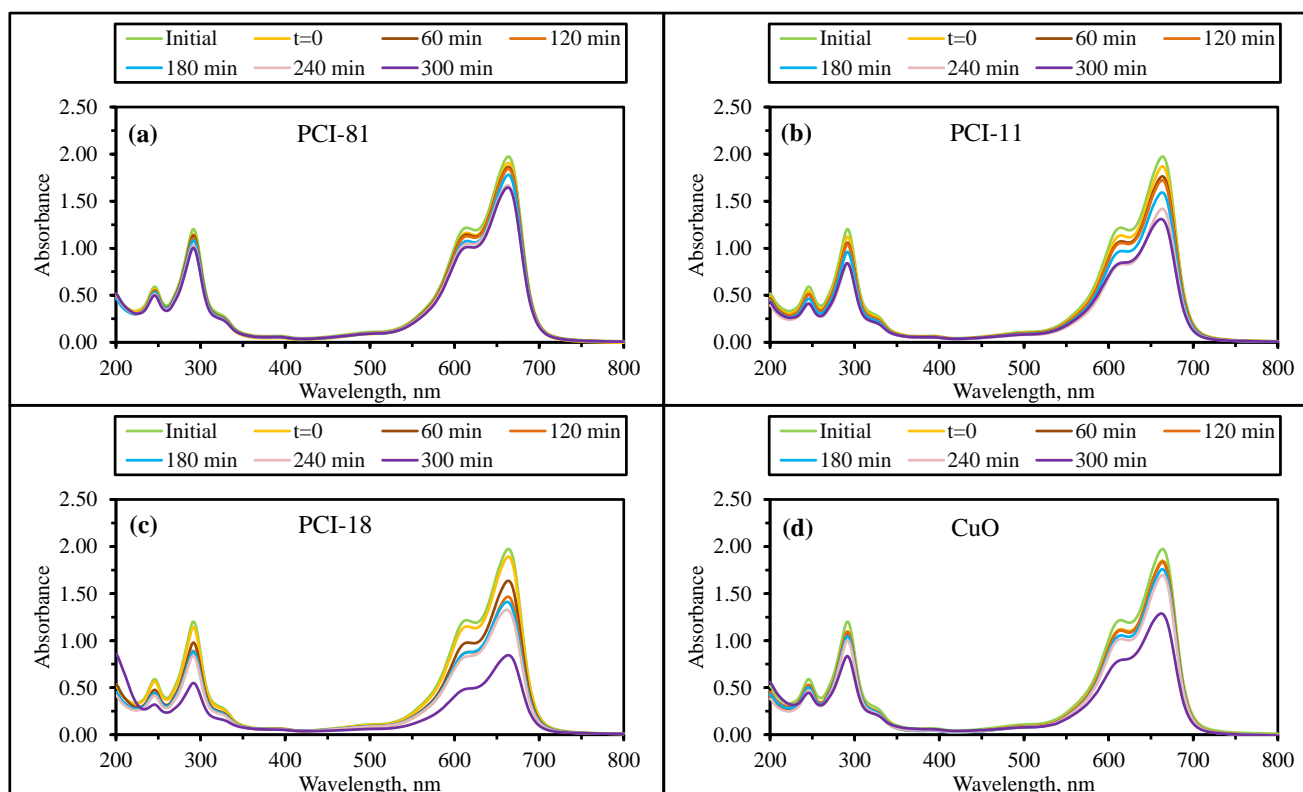 Initial t=0 60 min 120 min
180 min 240 min 300 min
(a) PCI-81
Absorbance
2.50
2.00
1.50
1.00
0.50
0.00
200 300 400 500 600 700 800
Wavelength, nm
Initial t=0 60 min 120 min
180 min 240 min 300 min
(b) PCI-11
Absorbance
2.50
2.00
1.50
1.00
0.50
0.00
200 300 400 500 600 700 800
Wavelength, nm
Initial t=0 60 min 120 min
180 min 240 min 300 min
(c) PCI-18
Absorbance
2.50
2.00
1.50
1.00
0.50
0.00
200 300 400 500 600 700 800
Wavelength, nm
Initial t=0 60 min 120 min
180 min 240 min 300 min
(d) CuO
Absorbance
2.50
2.00
1.50
1.00
0.50
0.00
200 300 400 500 600 700 800
Wavelength, nm